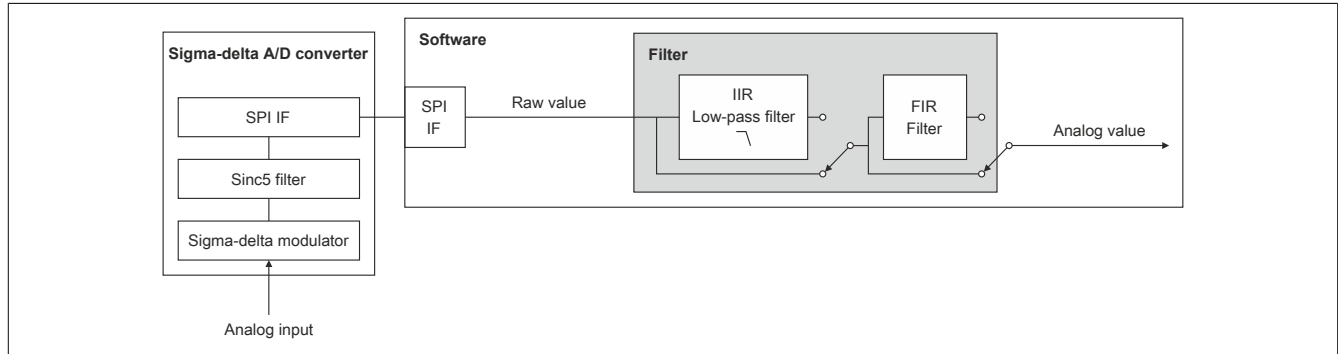 Sigma-delta A/D converter
SPI IF
Sinc5 filter
Sigma-delta modulator
Analog input
Software
SPI
IF
Raw value
Filter
IIR
Low-pass filter
FIR
Filter
Analog value